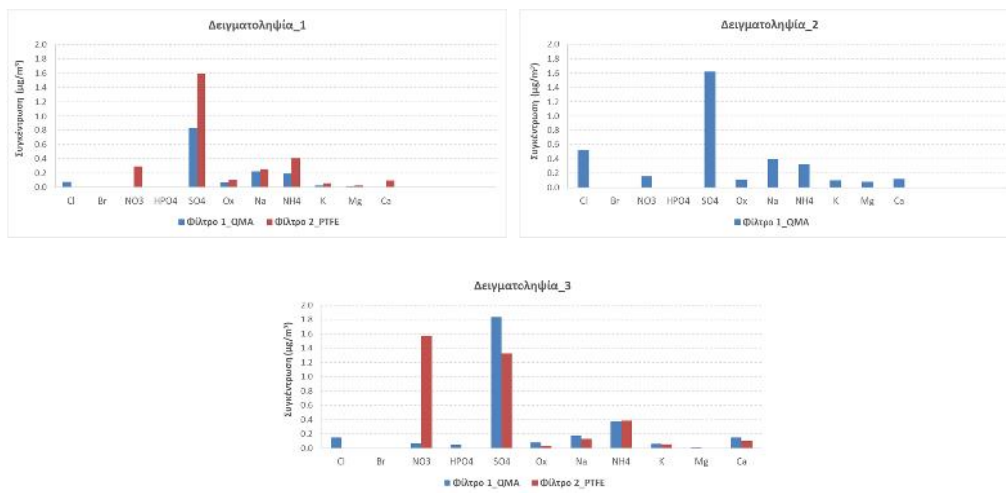 Δειγματοληψία_1
Συγκέντρωση (μg/m³)
2.0
1.8
1.6
1.4
1.2
1.0
0.8
0.6
0.4
0.2
0.0
Cl Br NO3 HPO4 SO4 Ox Na NH4 K Mg Ca
Φίλτρο 1_QMA Φίλτρο 2_PTFE
Δειγματοληψία_2
Συγκέντρωση (μg/m³)
2.0
1.8
1.6
1.4
1.2
1.0
0.8
0.6
0.4
0.2
0.0
Cl Br NO3 HPO4 SO4 Ox Na NH4 K Mg Ca
Φίλτρο 1_QMA
Δειγματοληψία_3
Συγκέντρωση (μg/m³)
2.0
1.8
1.6
1.4
1.2
1.0
0.8
0.6
0.4
0.2
0.0
Cl Br NO3 HPO4 SO4 Ox Na NH4 K Mg Ca
Φίλτρο 1_QMA Φίλτρο 2_PTFE